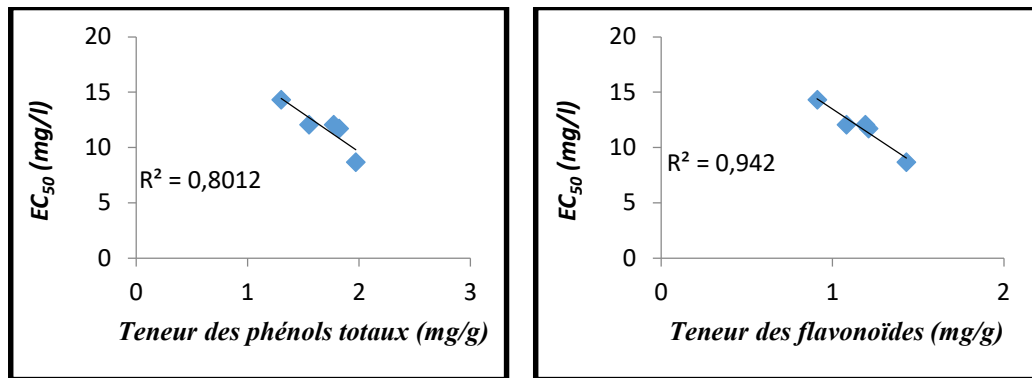 20
15
10
5
0
EC50 (mg/l)
R² = 0,8012
0 1 2 3
Teneur des phénols totaux (mg/g)
20
15
10
5
0
EC50 (mg/l)
R² = 0,942
0 1 2
Teneur des flavonoïdes (mg/g)